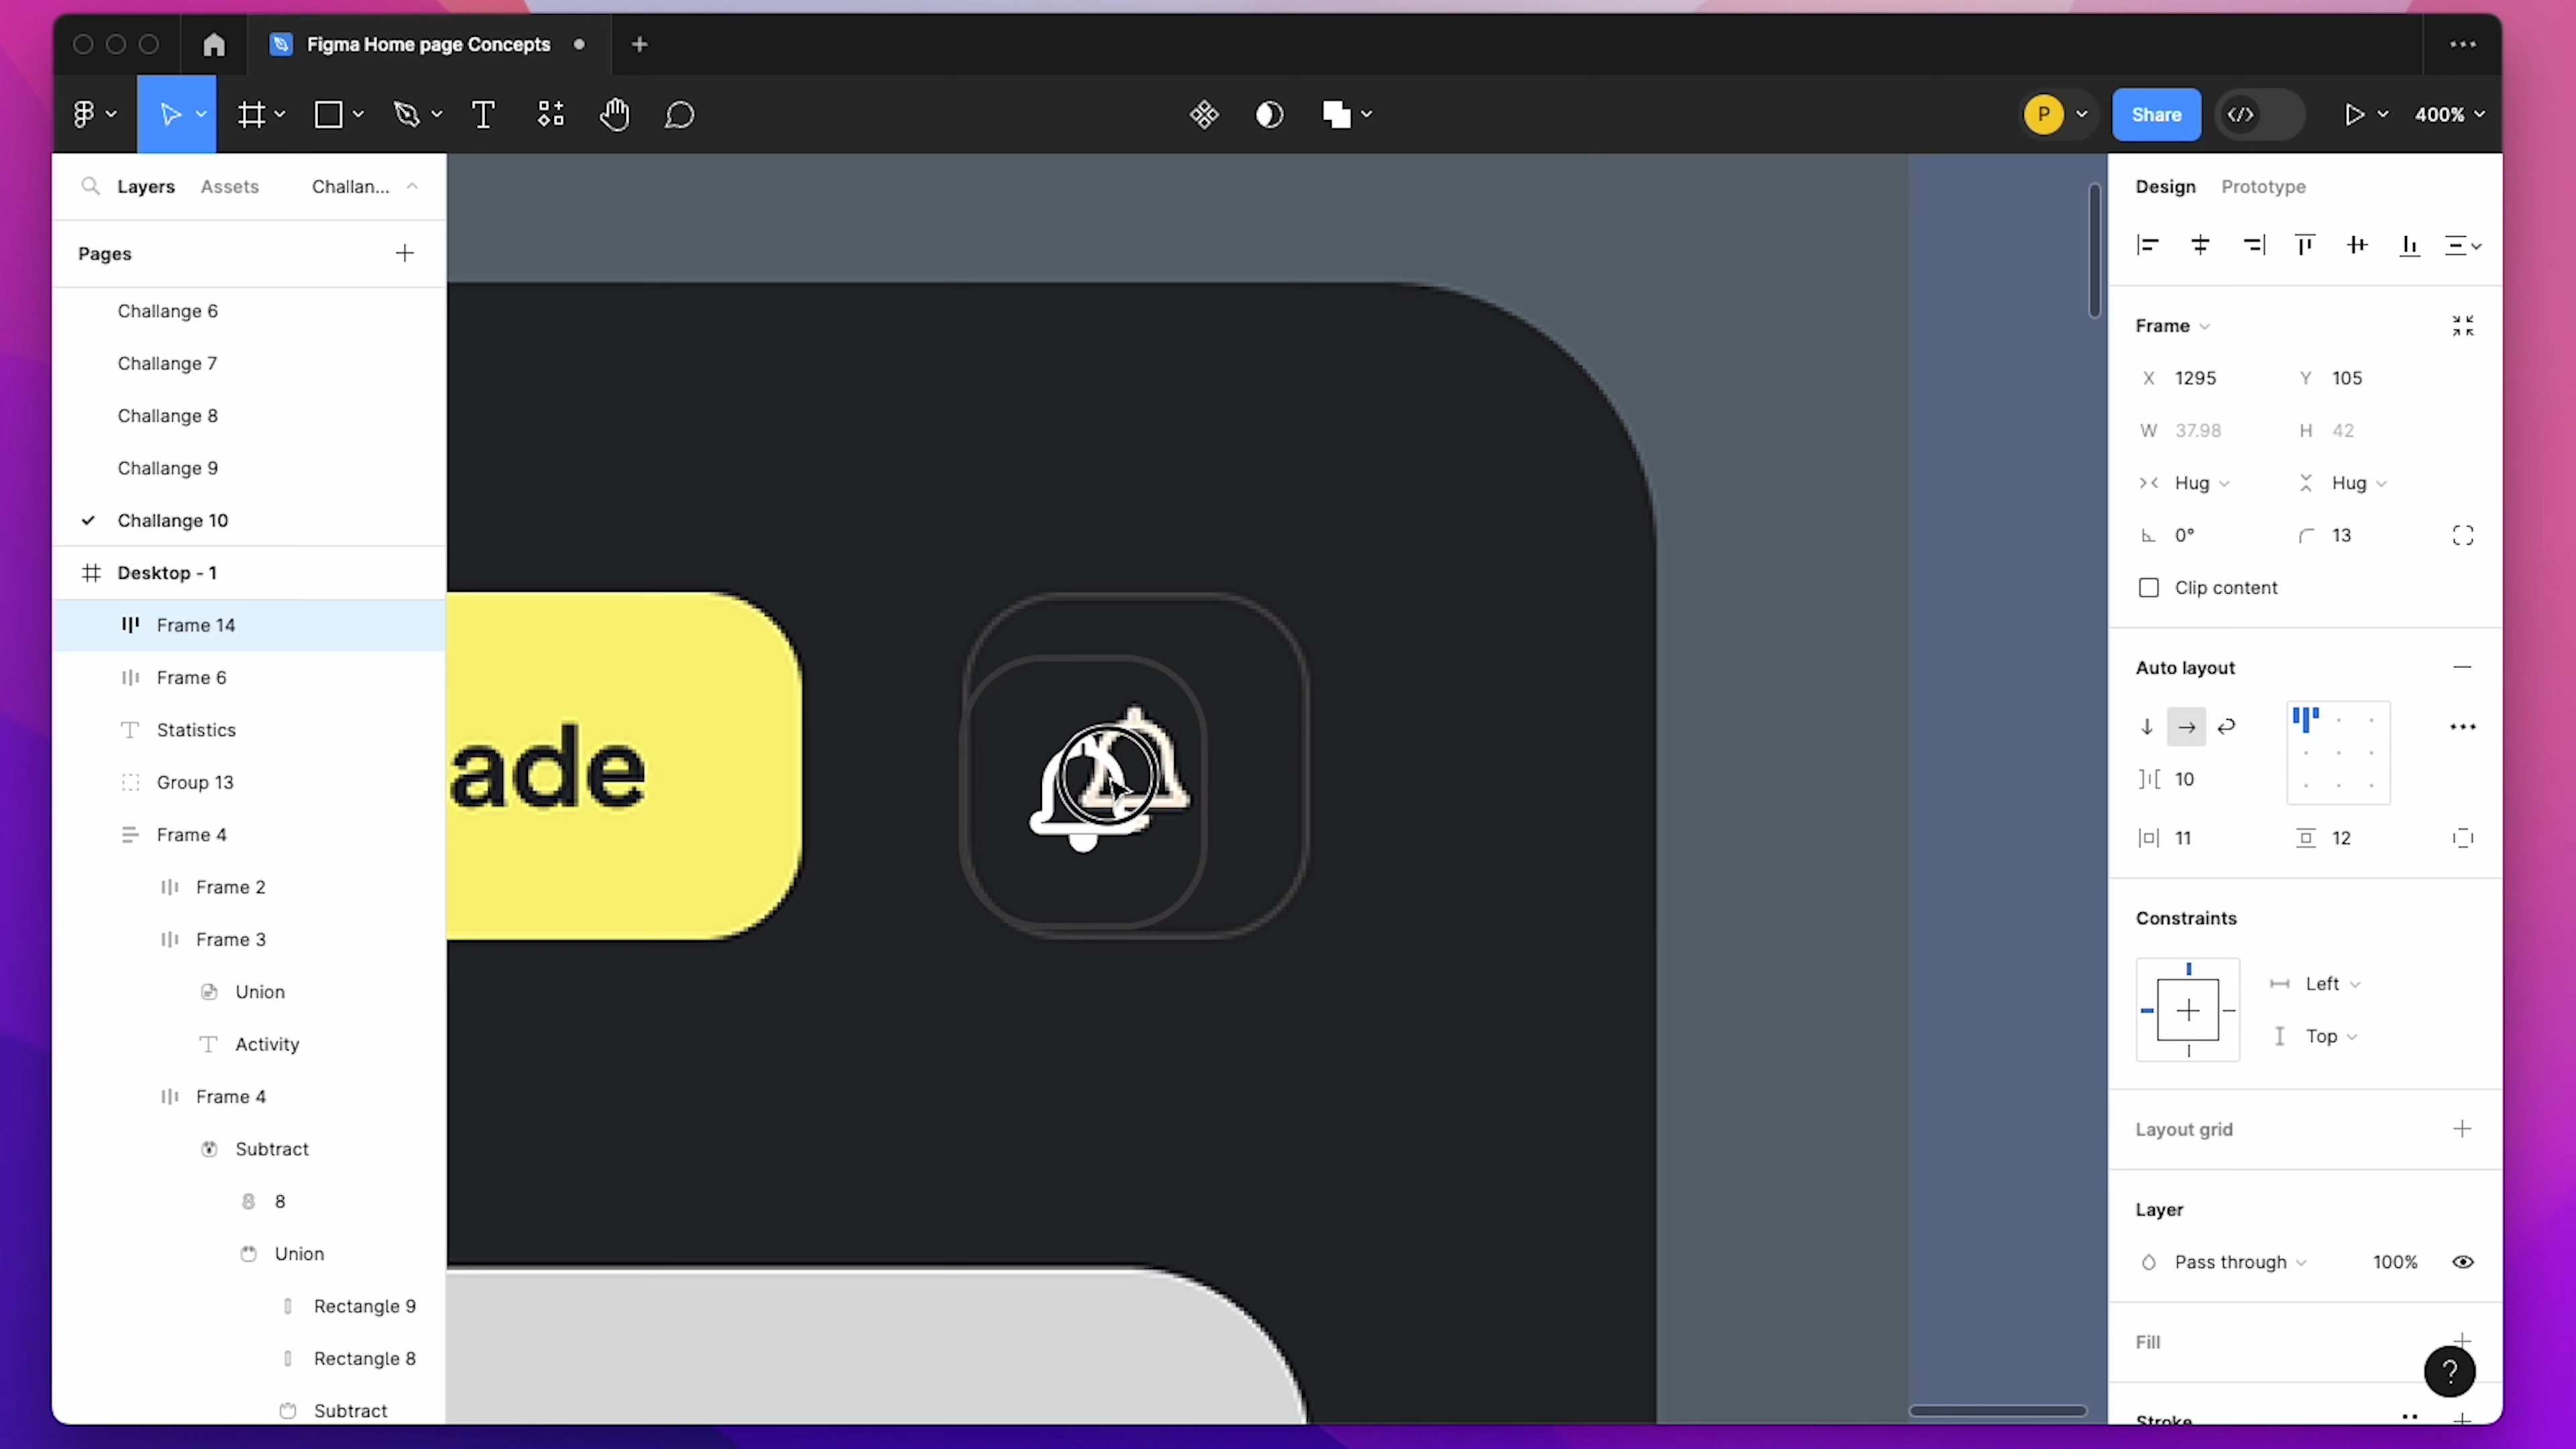 Figma Home page Concepts
P
Share
400%
Layers
Assets
Challan...
Pages
Challange 6
Challange 7
Challange 8
Challange 9
Challange 10
Desktop - 1
Frame 14
Frame 6
Statistics
Group 13
Frame 4
Frame 2
Frame 3
Union
Activity
Frame 4
Subtract
8
Union
Rectangle 9
Rectangle 8
Subtract
ade
Design
Prototype
Frame
X 1295
Y 105
W 37.98
H 42
Hug
Hug
0°
13
Clip content
Auto layout
10
11
12
Constraints
Left
Top
Layout grid
Layer
Pass through
100%
Fill
?
Stroke